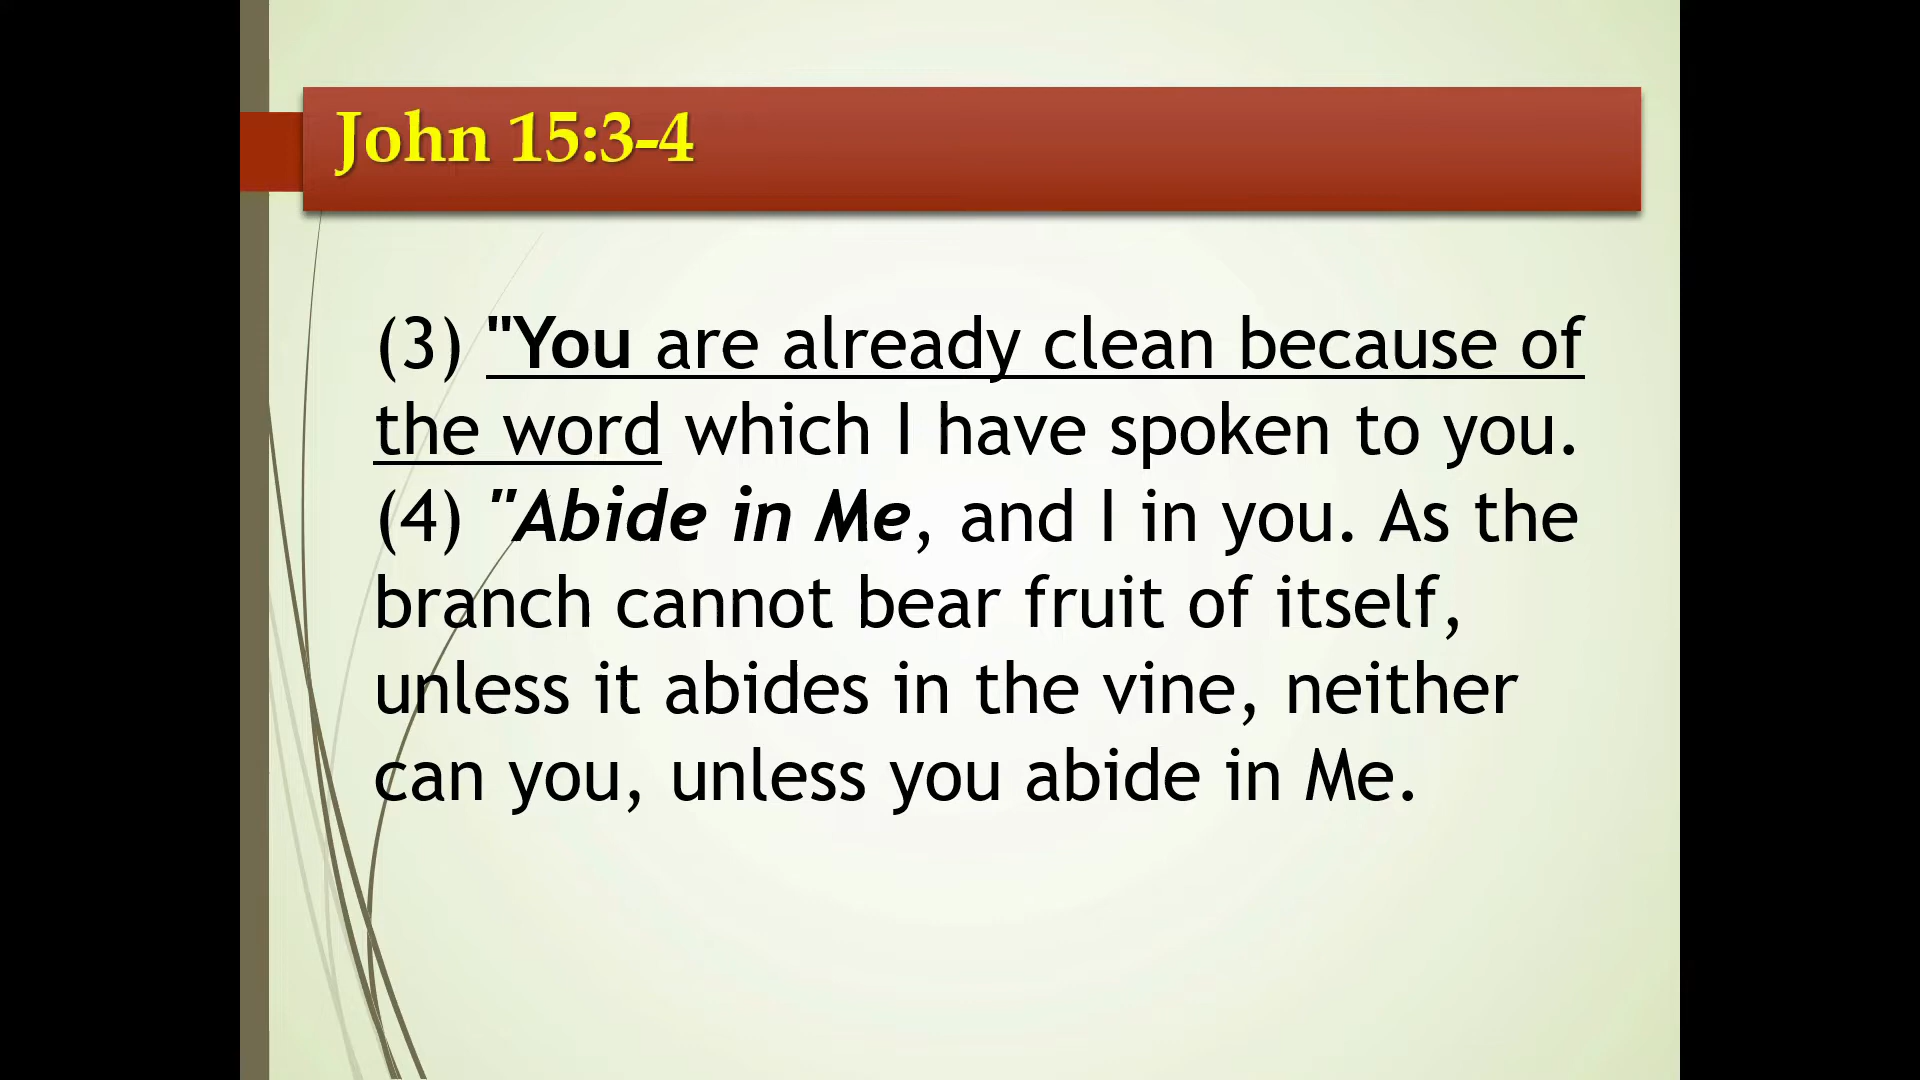 John 15:3-4
(3) "You are already clean because of
the word which I have spoken to you.
(4) "Abide in Me, and I in you. As the
branch cannot bear fruit of itself,
unless it abides in the vine, neither
can you, unless you abide in Me.